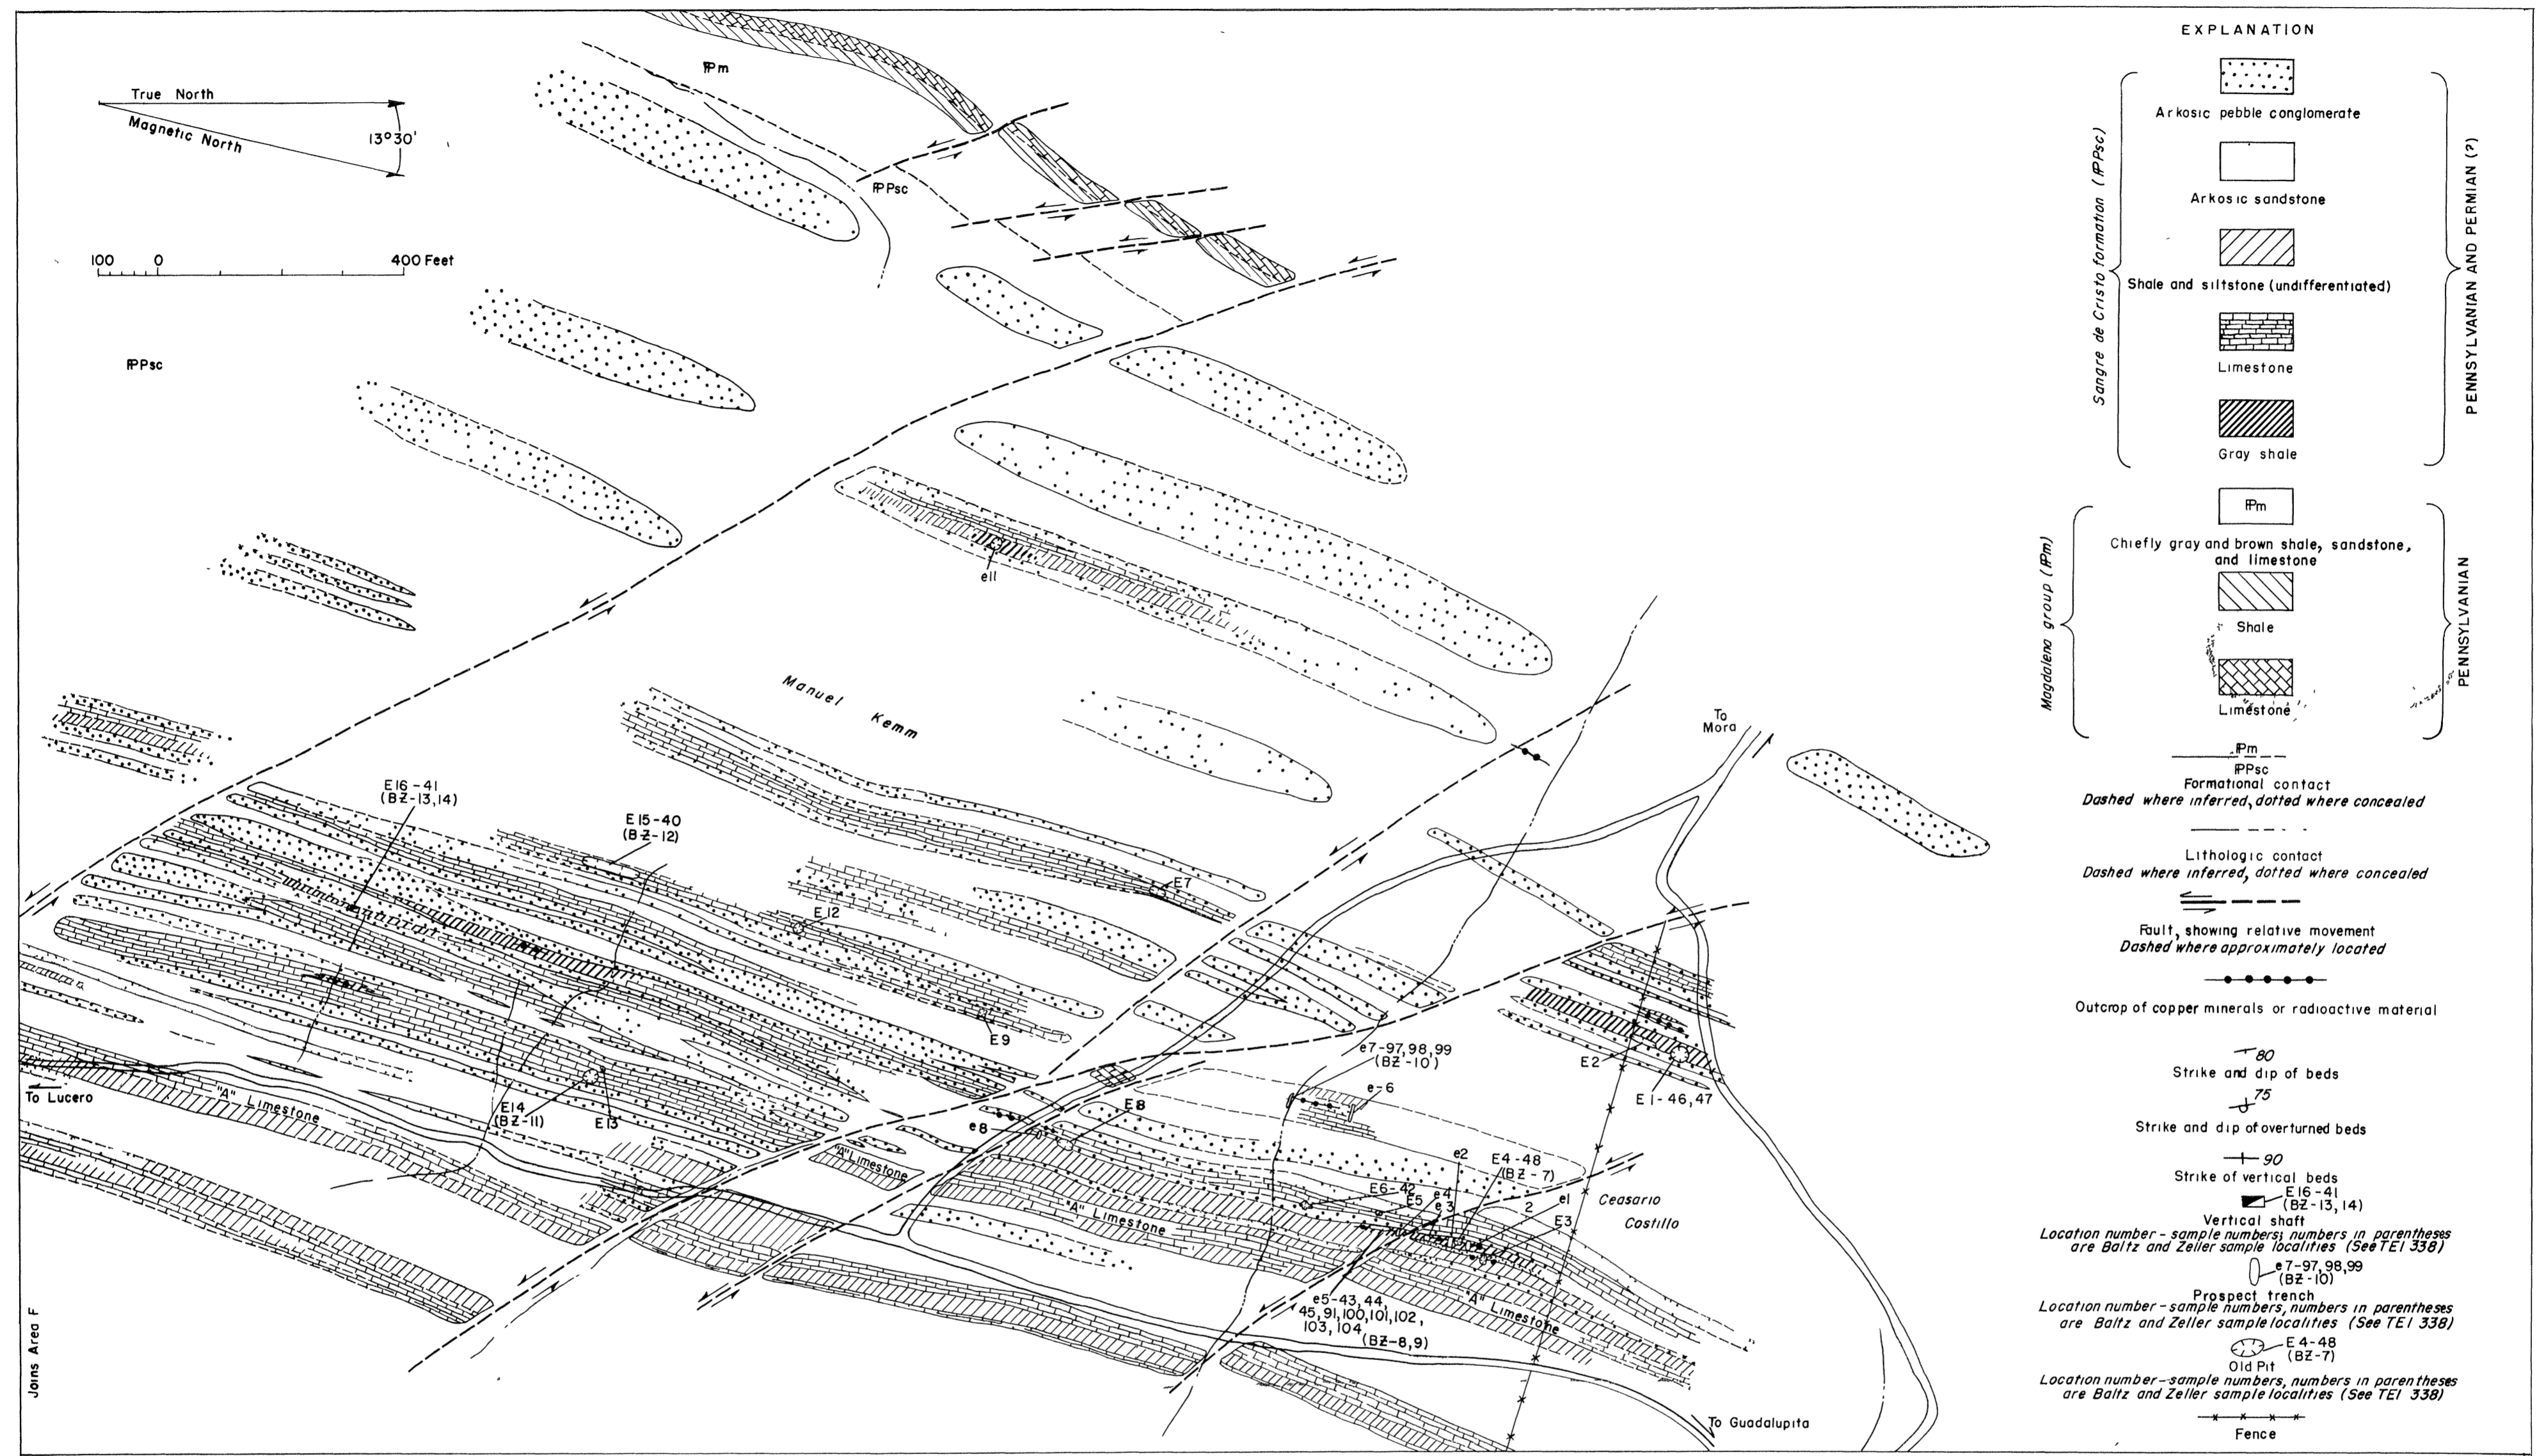 True North
Magnetic North
13°30'
100 0 400 Feet
ꟼPm
ꟼPPsc
ꟼPPsc
e11
Manuel
Kemm
To
Mora
E16-41
(BZ-13,14)
E15-40
(BZ-12)
E7
E12
E9
E14
(BZ-11)
E13
"A" Limestone
To Lucero
"A" Limestone
e8
E8
e7-97,98,99
(BZ-10)
e-6
E2
E1-46,47
e2
E4-48
(BZ-7)
E6-42
E5
e4
e3
e1
2
E3
Ceasario
Costillo
"A" Limestone
"A" Limestone
e5-43,44,
45,91,100,101,102,
103,104
(BZ-8,9)
To Guadalupita
Joins Area F
EXPLANATION
Arkosic pebble conglomerate
Arkosic sandstone
Shale and siltstone (undifferentiated)
Limestone
Gray shale
Sangre de Cristo formation (ꟼPPsc)
PENNSYLVANIAN AND PERMIAN (?)
ꟼPm
Chiefly gray and brown shale, sandstone,
and limestone
Shale
Limestone
Magdalena group (ꟼPm)
PENNSYLVANIAN
ꟼPm
ꟼPPsc
Formational contact
Dashed where inferred, dotted where concealed
Lithologic contact
Dashed where inferred, dotted where concealed
Fault, showing relative movement
Dashed where approximately located
Outcrop of copper minerals or radioactive material
80
Strike and dip of beds
75
Strike and dip of overturned beds
90
Strike of vertical beds
E16-41
(BZ-13,14)
Vertical shaft
Location number-sample numbers; numbers in parentheses
are Baltz and Zeller sample localities (See TEI 338)
e7-97,98,99
(BZ-10)
Prospect trench
Location number-sample numbers, numbers in parentheses
are Baltz and Zeller sample localities (See TEI 338)
E4-48
(BZ-7)
Old Pit
Location number-sample numbers, numbers in parentheses
are Baltz and Zeller sample localities (See TEI 338)
Fence